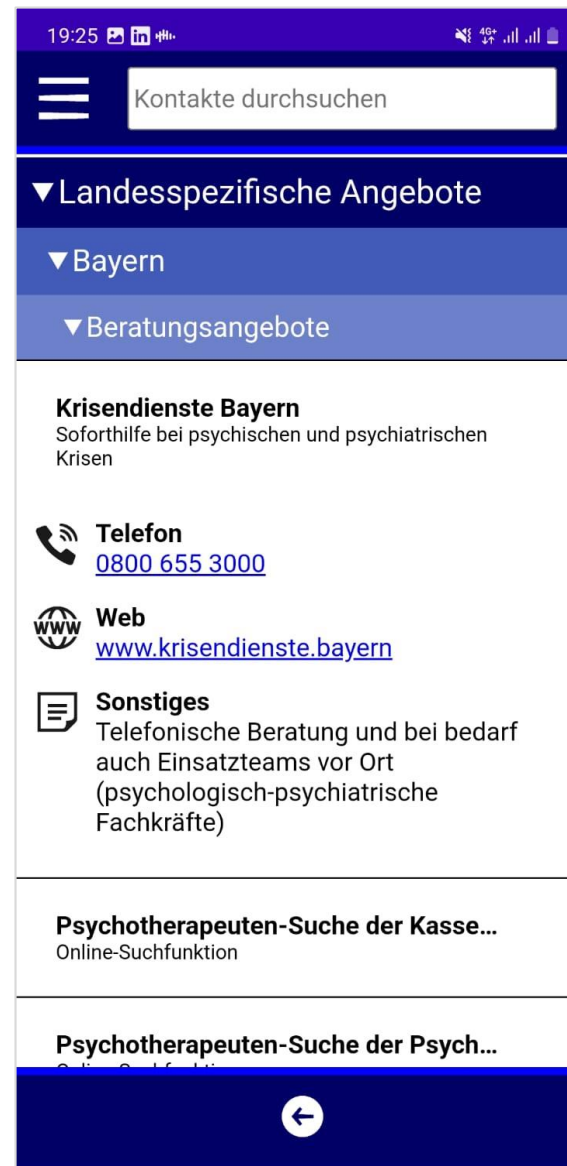 19:25
4G+
Kontakte durchsuchen
▼Landesspezifische Angebote
▼Bayern
▼Beratungsangebote
Krisendienste Bayern
Soforthilfe bei psychischen und psychiatrischen
Krisen
Telefon
0800 655 3000
WWW
Web
www.krisendienste.bayern
Sonstiges
Telefonische Beratung und bei bedarf
auch Einsatzteams vor Ort
(psychologisch-psychiatrische
Fachkräfte)
Psychotherapeuten-Suche der Kasse...
Online-Suchfunktion
Psychotherapeuten-Suche der Psych...